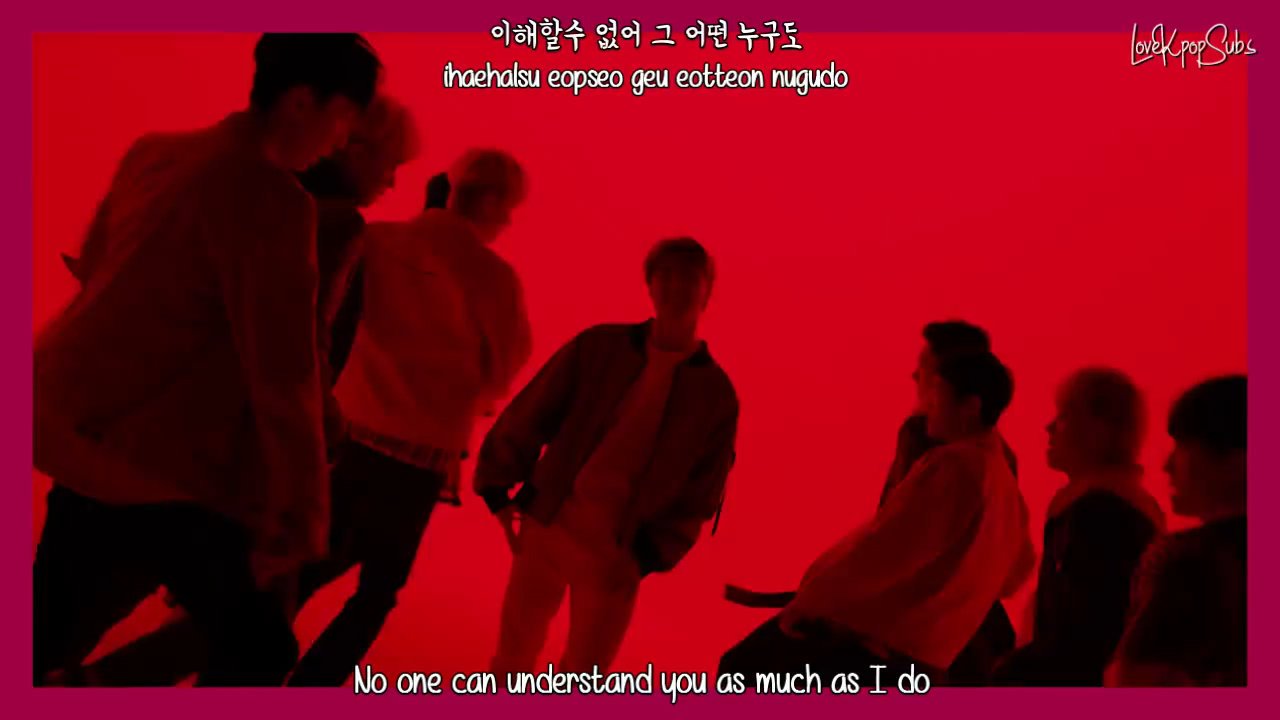 이해할수 없어 그 어떤 누구도
ihaehalsu eopseo geu eotteon nugudo
LoveKpopSubs
No one can understand you as much as I do